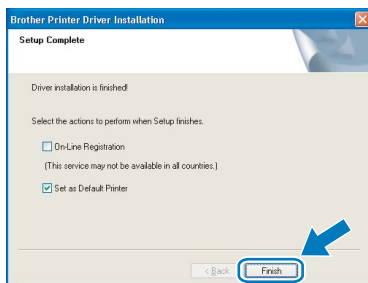 Brother Printer Driver Installation
Setup Complete
Driver installation is finished!
Select the actions to perform when Setup finishes.
On-Line Registration
(This service may not be available in all countries.)
Set as Default Printer
< Back
Finish